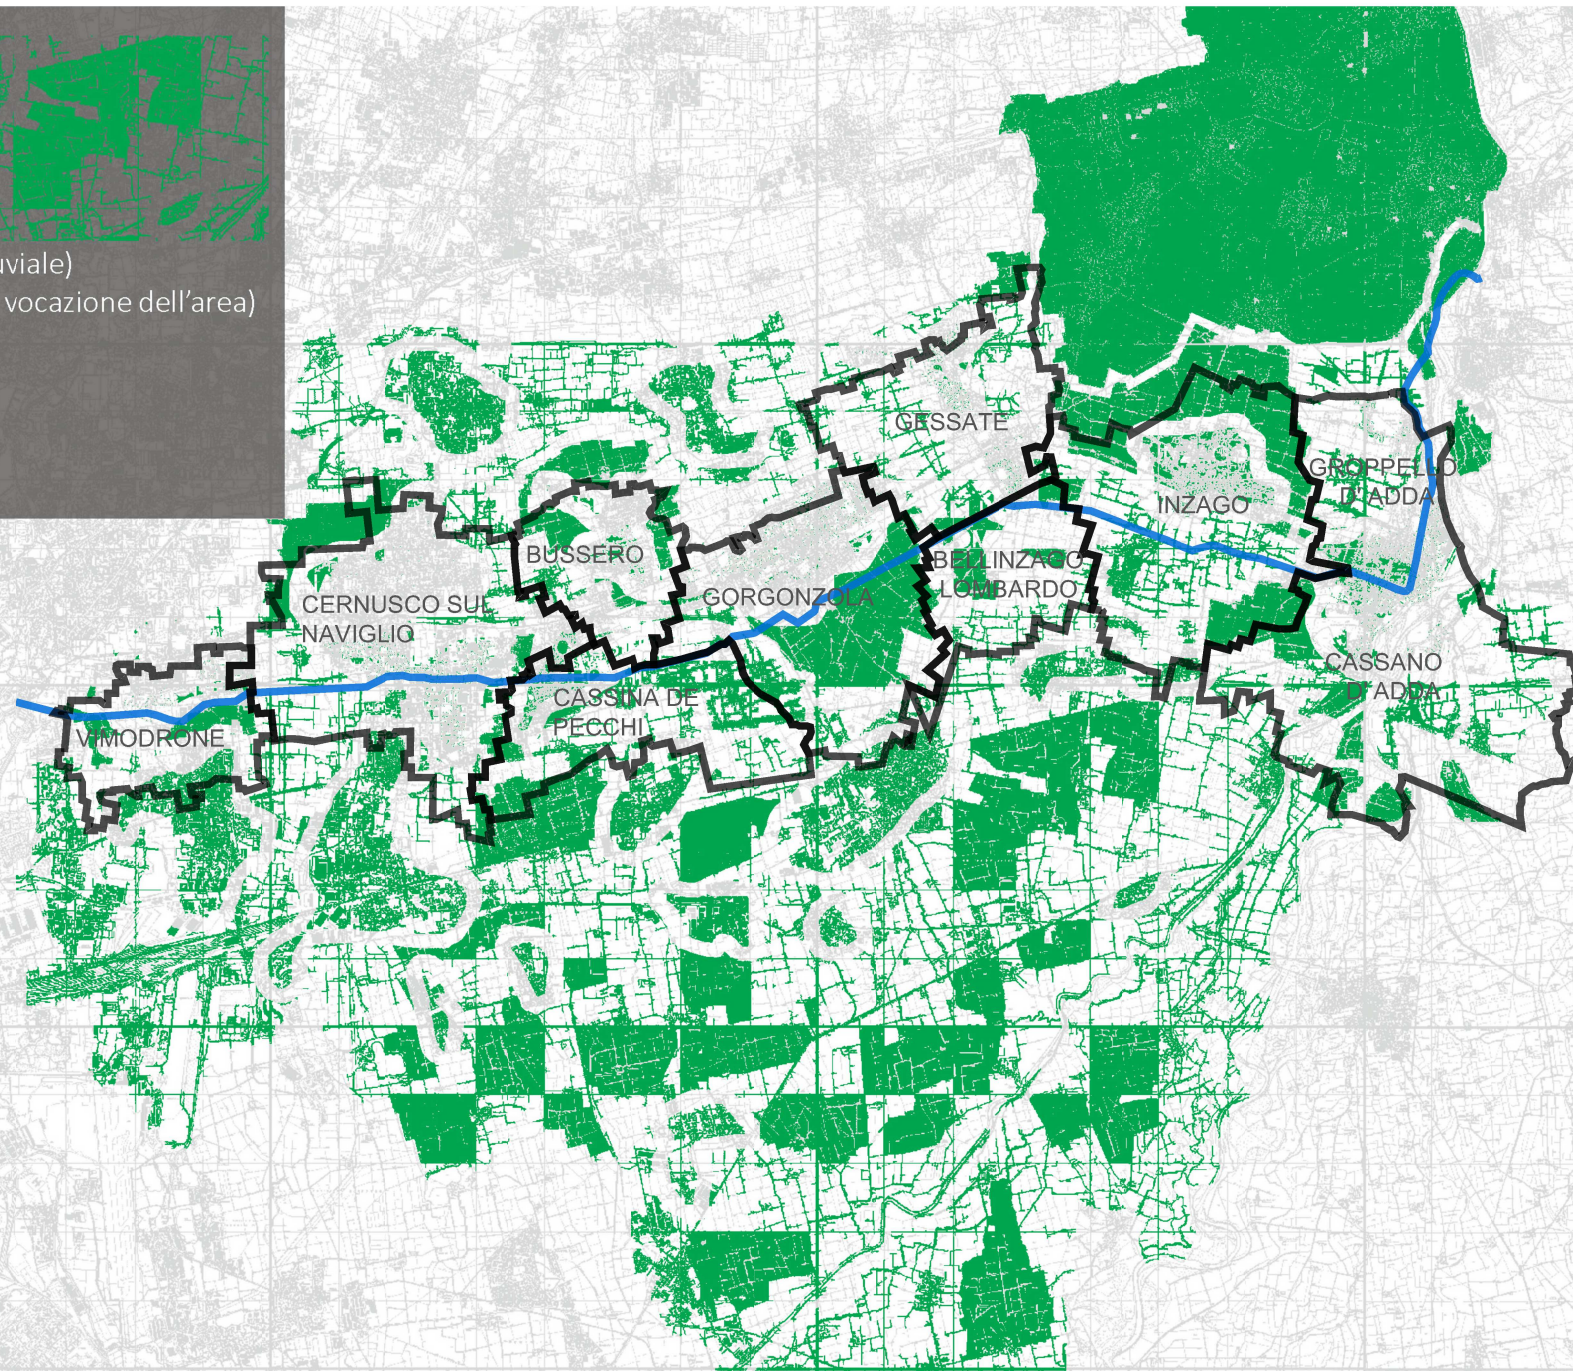 uviale)
vocazione dell'area)
GESSATE
GROPPELLO
D'ADDA
INZAGO
BUSSERO
BELLINZAGO
LOMBARDO
GORGONZOLA
CERNUSCO SUL
NAVIGLIO
CASSANO
D'ADDA
CASSINA DE
PECCHI
VIMODRONE